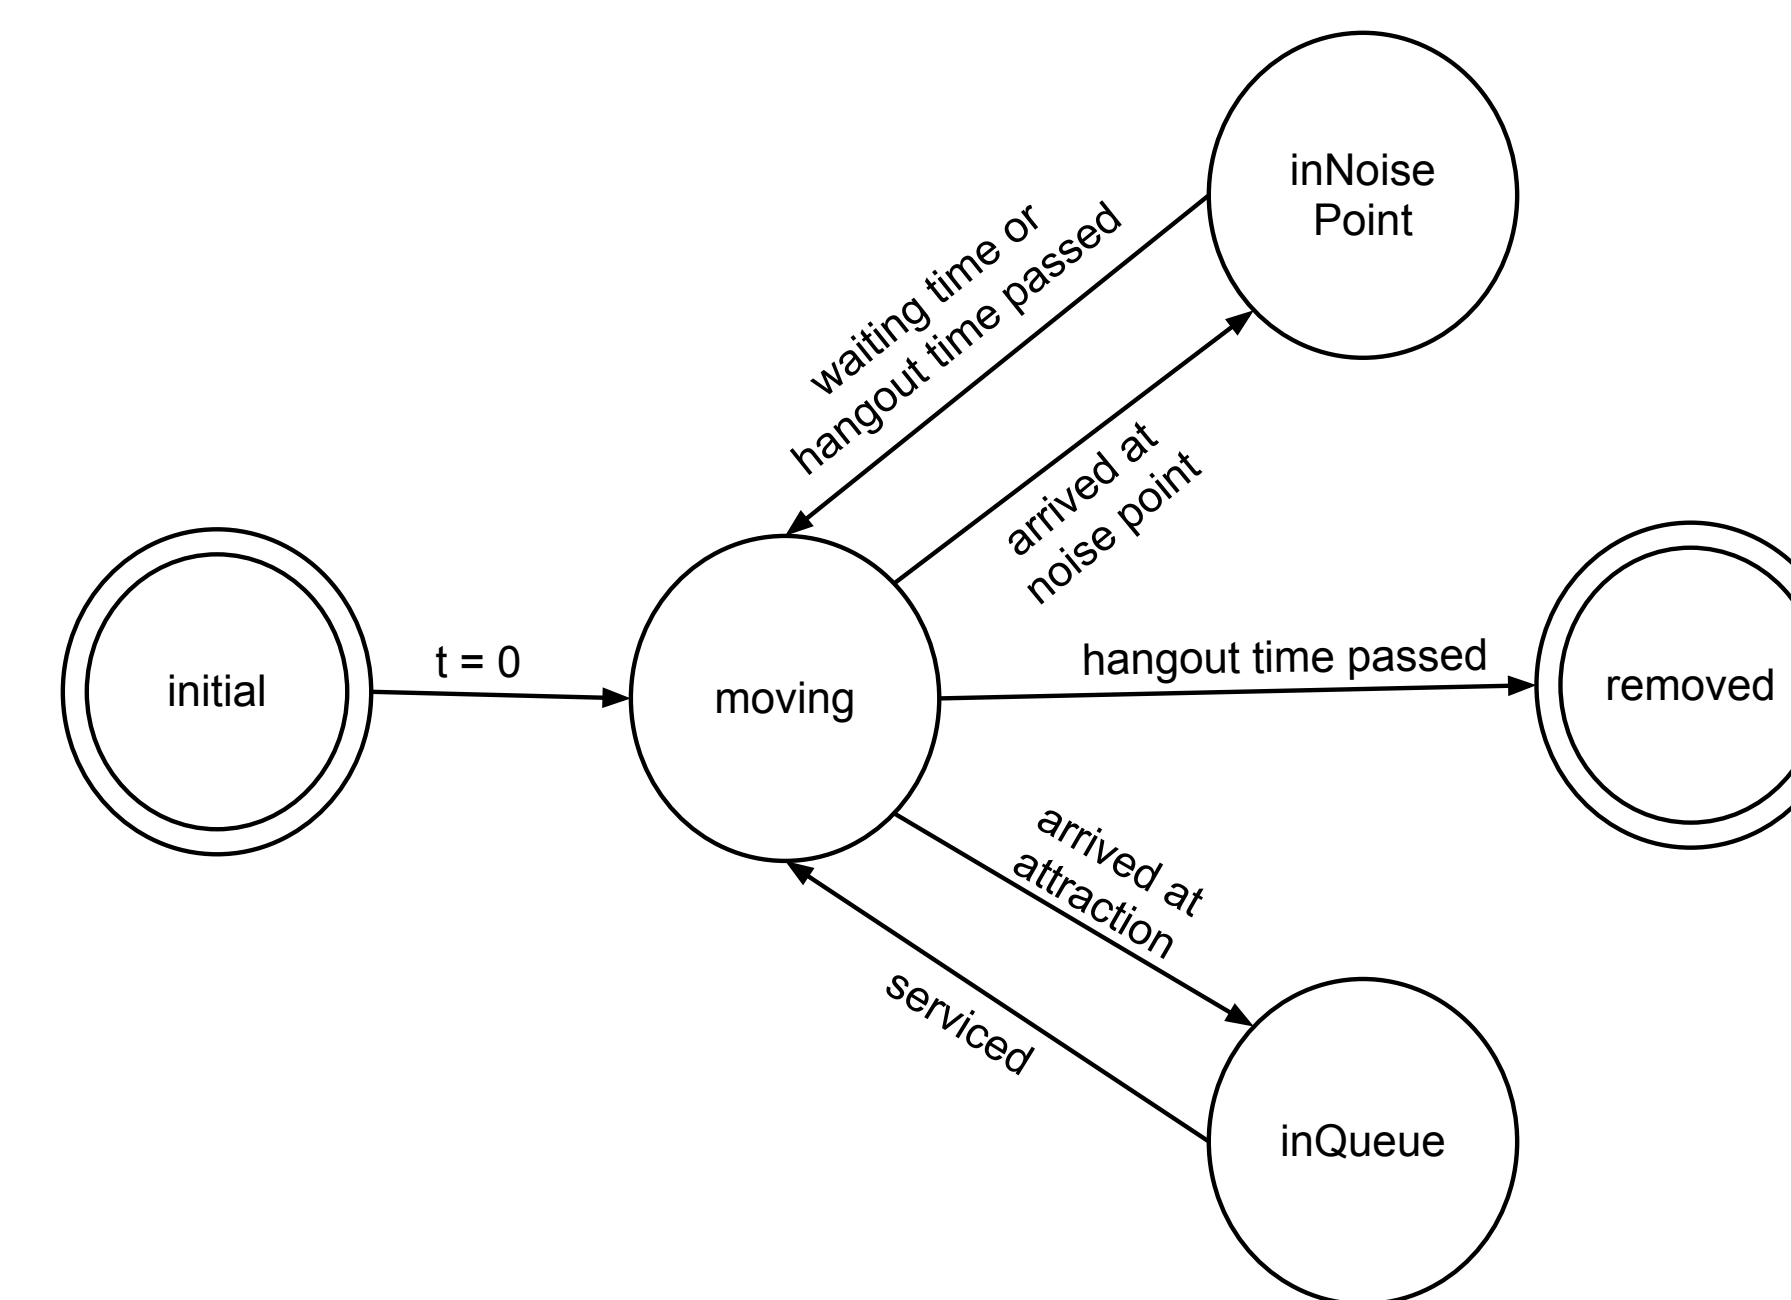 inNoise
Point
waiting time or
hangout time passed
arrived at
noise point
initial
t = 0
moving
hangout time passed
removed
arrived at
attraction
serviced
inQueue